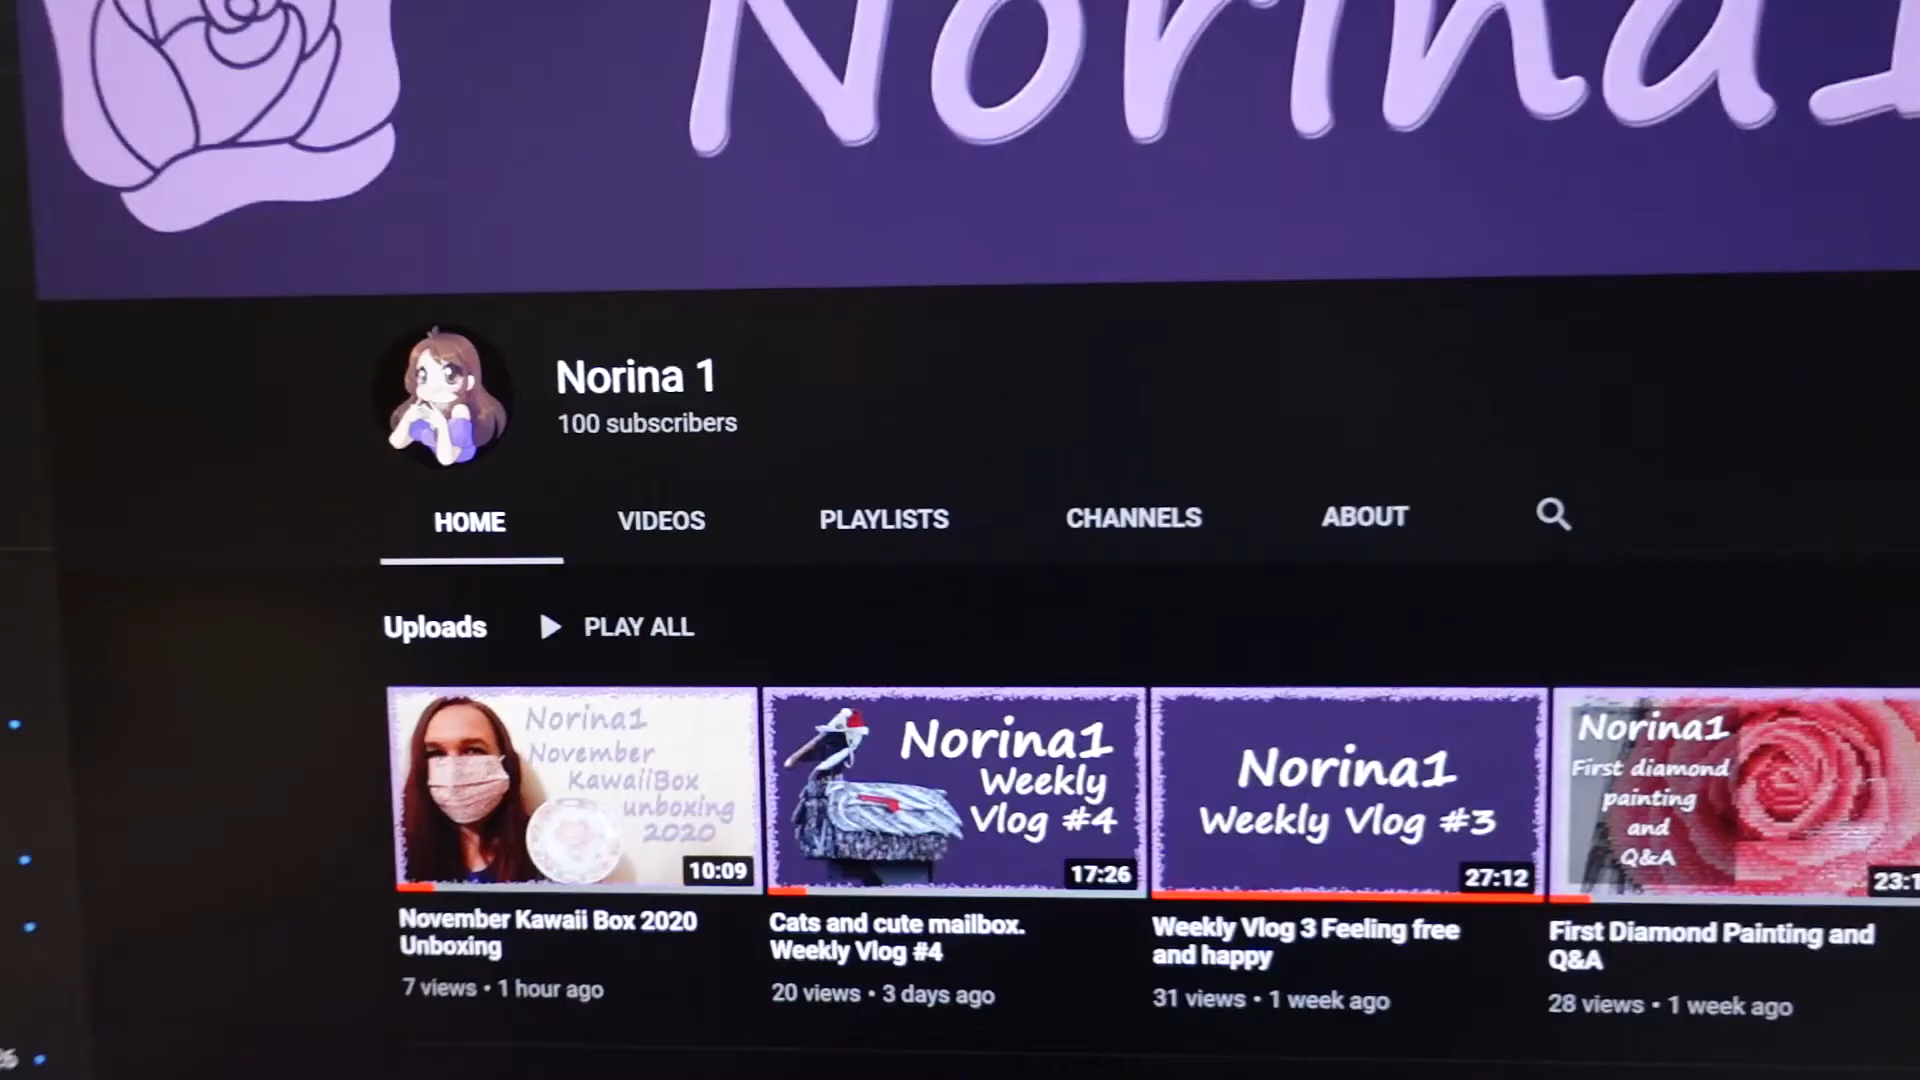 Norina1
Norina 1
100 subscribers
HOME
VIDEOS
PLAYLISTS
CHANNELS
ABOUT
Uploads
PLAY ALL
Norina1
November
KawaiiBox
unboxing
2020
10:09
November Kawaii Box 2020
Unboxing
7 views • 1 hour ago
Norina1
Weekly
Vlog #4
17:26
Cats and cute mailbox.
Weekly Vlog #4
20 views • 3 days ago
Norina1
Weekly Vlog #3
27:12
Weekly Vlog 3 Feeling free
and happy
31 views • 1 week ago
Norina1
First diamond
painting
and
Q&A
23:1
First Diamond Painting and
Q&A
28 views • 1 week ago